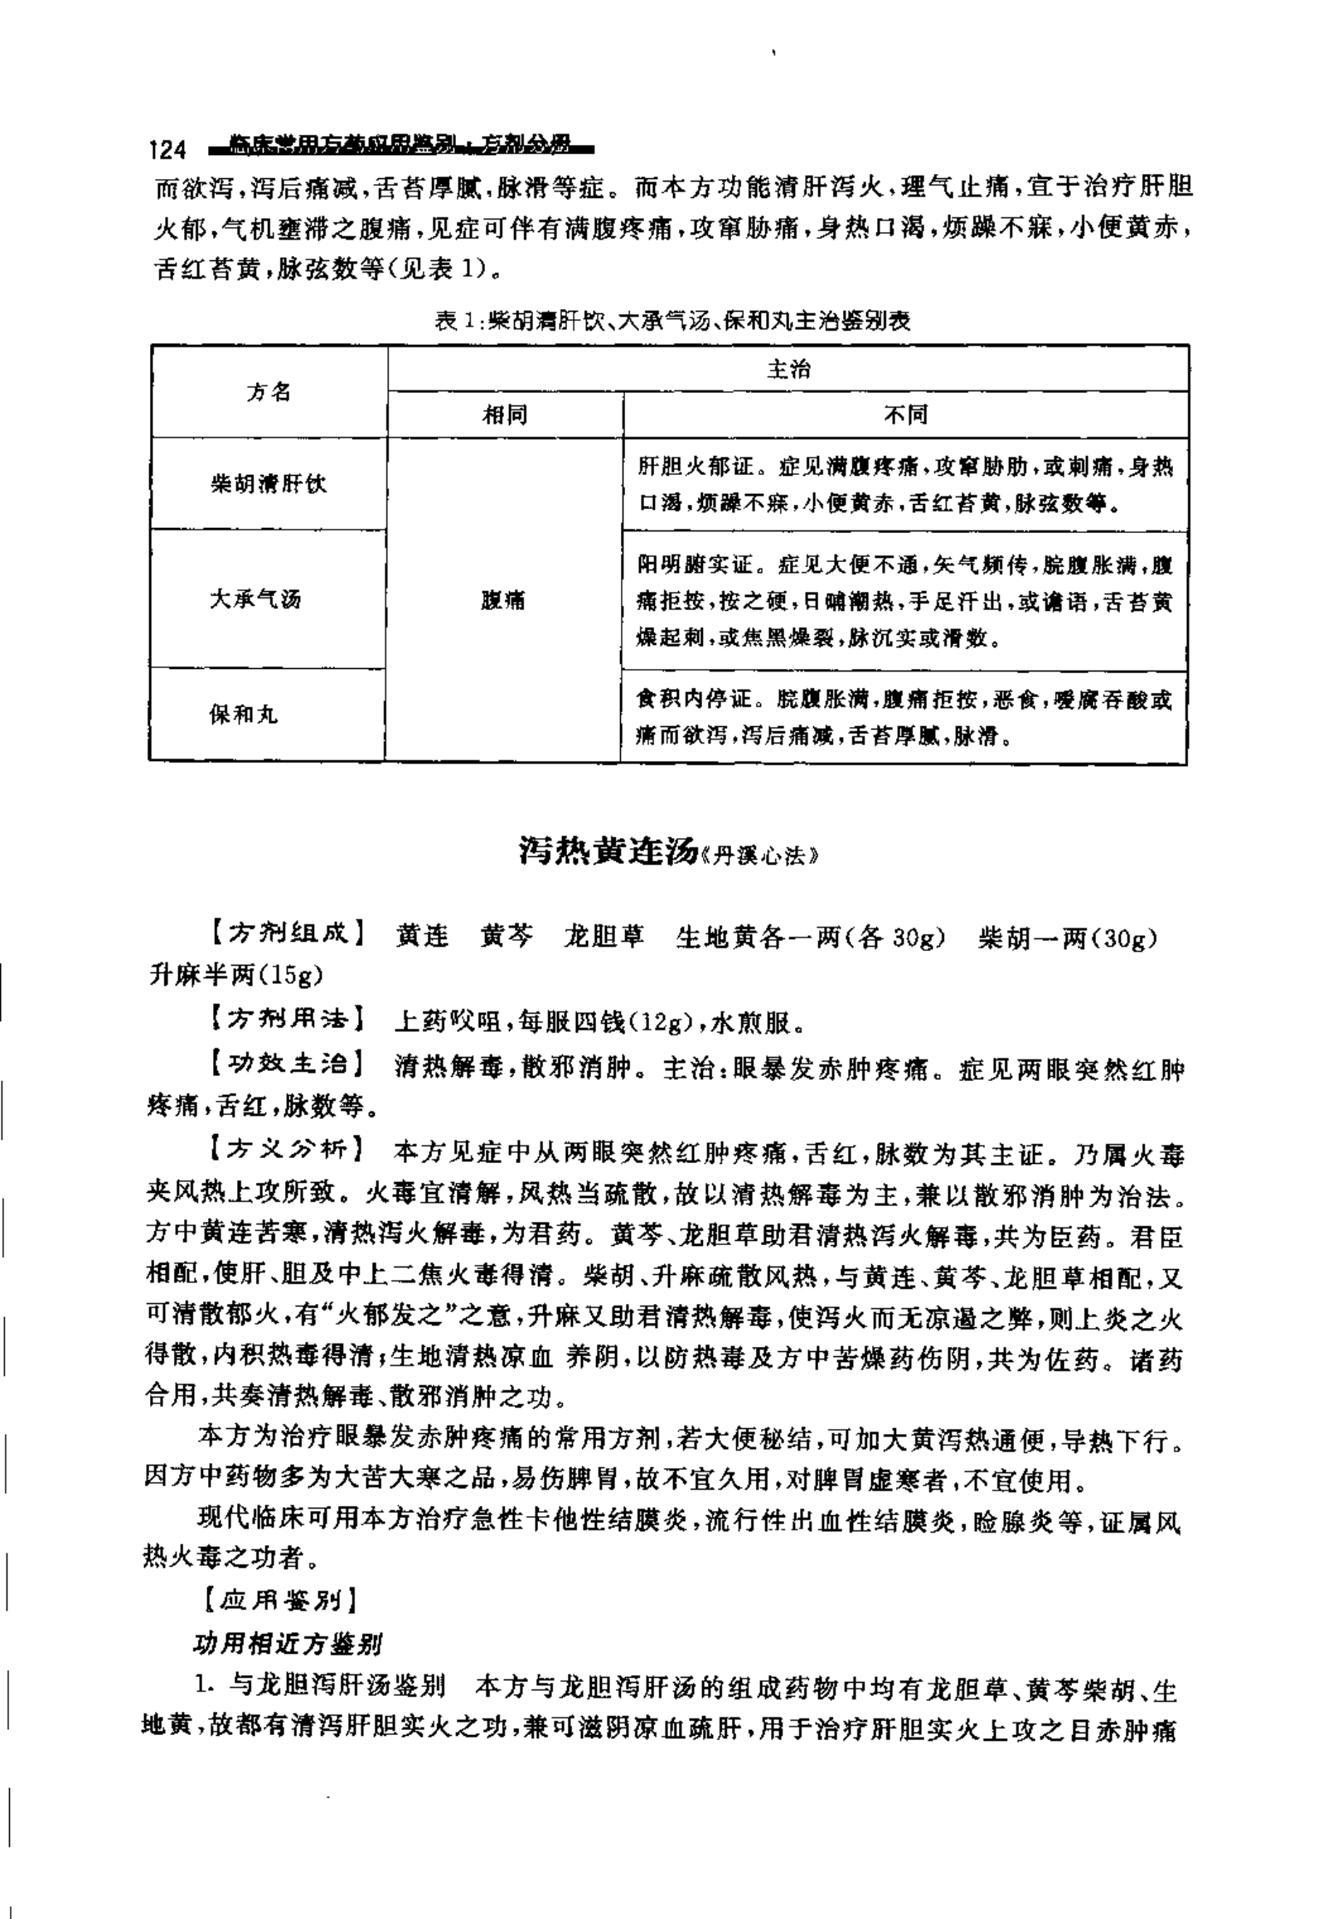 124 临床常用方药应用鉴别·方剂分册
而欲泻,泻后痛减,舌苔厚腻,脉滑等症。而本方功能清肝泻火,理气止痛,宜于治疗肝胆
火郁,气机壅滞之腹痛,见症可伴有满腹疼痛,攻窜胁痛,身热口渴,烦躁不寐,小便黄赤,
舌红苔黄,脉弦数等(见表1)。
表1:柴胡清肝饮、大承气汤、保和丸主治鉴别表
方名
主治
相同
不同
柴胡清肝饮
肝胆火郁证。症见满腹疼痛,攻窜胁肋,或刺痛,身热
口渴,烦躁不寐,小便黄赤,舌红苔黄,脉弦数等。
大承气汤
腹痛
阳明腑实证。症见大便不通,矢气频传,脘腹胀满,腹
痛拒按,按之硬,日晡潮热,手足汗出,或谵语,舌苔黄
燥起刺,或焦黑燥裂,脉沉实或滑数。
保和丸
食积内停证。脘腹胀满,腹痛拒按,恶食,嗳腐吞酸或
痛而欲泻,泻后痛减,舌苔厚腻,脉滑。
泻热黄连汤《丹溪心法》
【方剂组成】 黄连 黄芩 龙胆草 生地黄各一两(各30g) 柴胡一两(30g)
升麻半两(15g)
【方剂用法】 上药㕮咀,每服四钱(12g),水煎服。
【功效主治】 清热解毒,散邪消肿。主治:眼暴发赤肿疼痛。症见两眼突然红肿
疼痛,舌红,脉数等。
【方义分析】 本方见症中从两眼突然红肿疼痛,舌红,脉数为其主证。乃属火毒
夹风热上攻所致。火毒宜清解,风热当疏散,故以清热解毒为主,兼以散邪消肿为治法。
方中黄连苦寒,清热泻火解毒,为君药。黄芩、龙胆草助君清热泻火解毒,共为臣药。君臣
相配,使肝、胆及中上二焦火毒得清。柴胡、升麻疏散风热,与黄连、黄芩、龙胆草相配,又
可清散郁火,有“火郁发之”之意,升麻又助君清热解毒,使泻火而无凉遏之弊,则上炎之火
得散,内积热毒得清;生地清热凉血 养阴,以防热毒及方中苦燥药伤阴,共为佐药。诸药
合用,共奏清热解毒、散邪消肿之功。
本方为治疗眼暴发赤肿疼痛的常用方剂,若大便秘结,可加大黄泻热通便,导热下行。
因方中药物多为大苦大寒之品,易伤脾胃,故不宜久用,对脾胃虚寒者,不宜使用。
现代临床可用本方治疗急性卡他性结膜炎,流行性出血性结膜炎,睑腺炎等,证属风
热火毒之功者。
【应用鉴别】
功用相近方鉴别
1. 与龙胆泻肝汤鉴别 本方与龙胆泻肝汤的组成药物中均有龙胆草、黄芩柴胡、生
地黄,故都有清泻肝胆实火之功,兼可滋阴凉血疏肝,用于治疗肝胆实火上攻之目赤肿痛